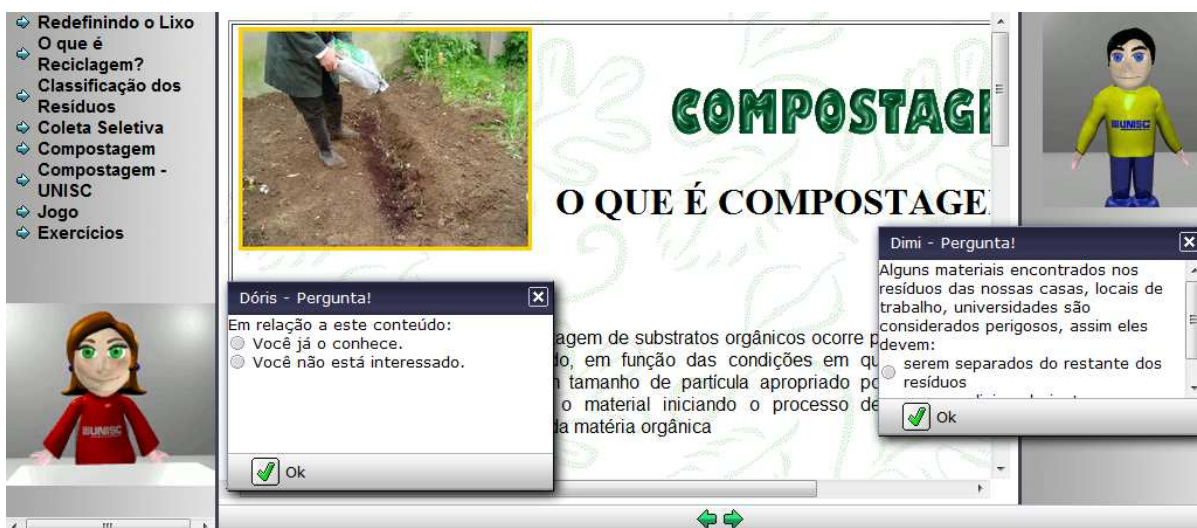 Redefinindo o Lixo
O que é
Reciclagem?
Classificação dos
Resíduos
Coleta Seletiva
Compostagem
Compostagem -
UNISC
Jogo
Exercícios
UNISC
COMPOSTAGE
O QUE É COMPOSTAGE
agem de substratos orgânicos ocorre p
do, em função das condições em qu
tamanho de partícula apropriado po
o material iniciando o processo de
da matéria orgânica
Dóris - Pergunta!
Em relação a este conteúdo:
Você já o conhece.
Você não está interessado.
Ok
UNISC
Dimi - Pergunta!
Alguns materiais encontrados nos
resíduos das nossas casas, locais de
trabalho, universidades são
considerados perigosos, assim eles
devem:
serem separados do restante dos
resíduos
Ok